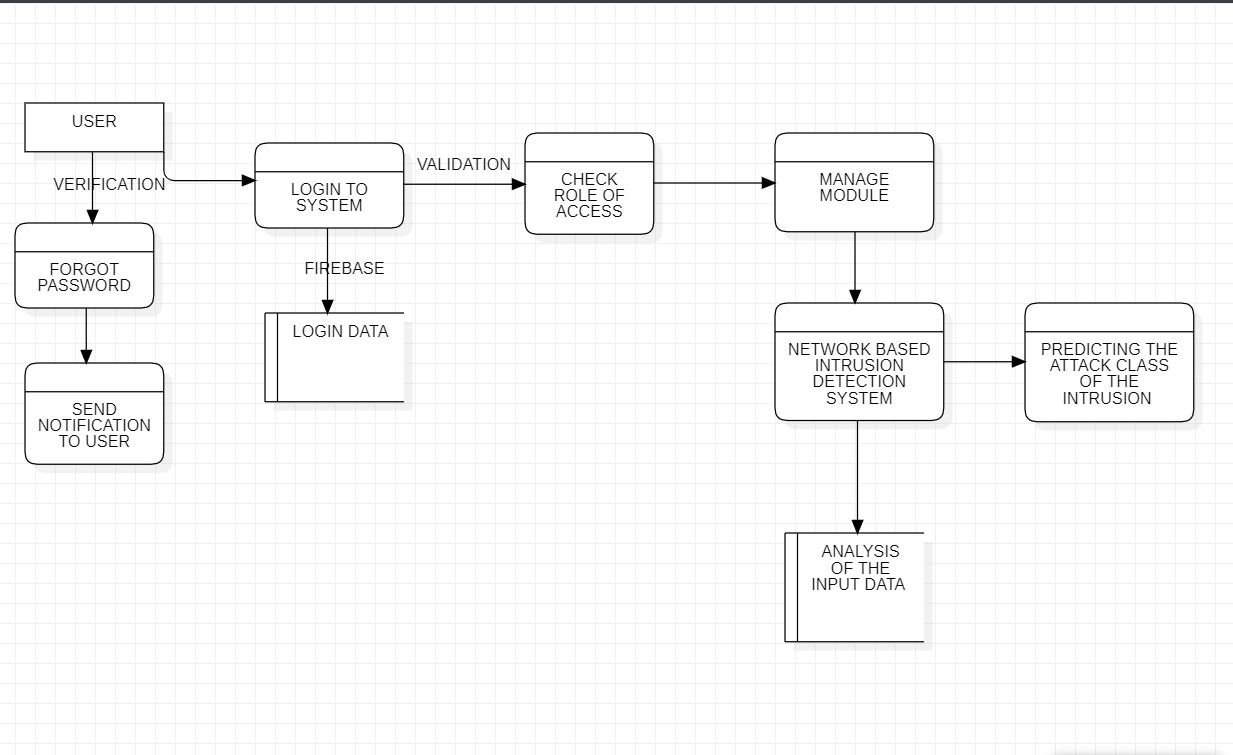 USER
VERIFICATION
FORGOT
PASSWORD
SEND
NOTIFICATION
TO USER
LOGIN TO
SYSTEM
FIREBASE
LOGIN DATA
VALIDATION
CHECK
ROLE OF
ACCESS
MANAGE
MODULE
NETWORK BASED
INTRUSION
DETECTION
SYSTEM
PREDICTING THE
ATTACK CLASS
OF THE
INTRUSION
ANALYSIS
OF THE
INPUT DATA